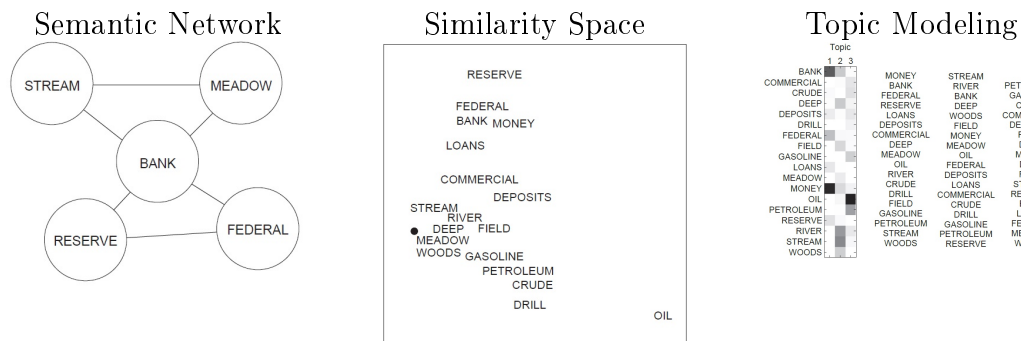 Semantic Network
STREAM
MEADOW
BANK
RESERVE
FEDERAL
Similarity Space
RESERVE
FEDERAL
BANK MONEY
LOANS
COMMERCIAL
DEPOSITS
STREAM
RIVER
DEEP FIELD
MEADOW
WOODS GASOLINE
PETROLEUM
CRUDE
DRILL
OIL
Topic Modeling
Topic
1 2 3
BANK
COMMERCIAL
CRUDE
DEEP
DEPOSITS
DRILL
FEDERAL
FIELD
GASOLINE
LOANS
MEADOW
MONEY
OIL
PETROLEUM
RESERVE
RIVER
STREAM
WOODS
MONEY
BANK
FEDERAL
RESERVE
LOANS
DEPOSITS
COMMERCIAL
DEEP
MEADOW
OIL
RIVER
CRUDE
DRILL
FIELD
GASOLINE
PETROLEUM
STREAM
WOODS
STREAM
RIVER
BANK
DEEP
WOODS
FIELD
MONEY
MEADOW
OIL
FEDERAL
DEPOSITS
LOANS
COMMERCIAL
CRUDE
DRILL
GASOLINE
PETROLEUM
RESERVE